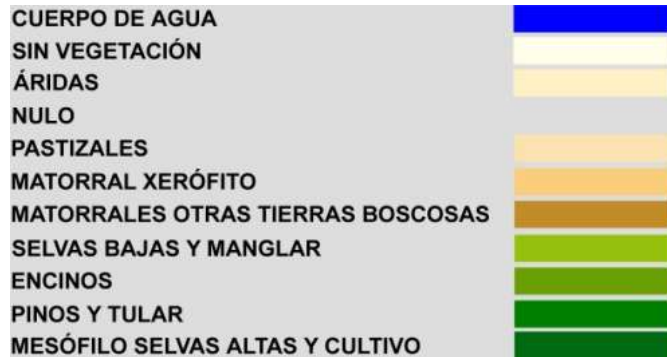 CUERPO DE AGUA
SIN VEGETACIÓN
ÁRIDAS
NULO
PASTIZALES
MATORRAL XERÓFITO
MATORRALES OTRAS TIERRAS BOSCOSAS
SELVAS BAJAS Y MANGLAR
ENCINOS
PINOS Y TULAR
MESÓFILO SELVAS ALTAS Y CULTIVO